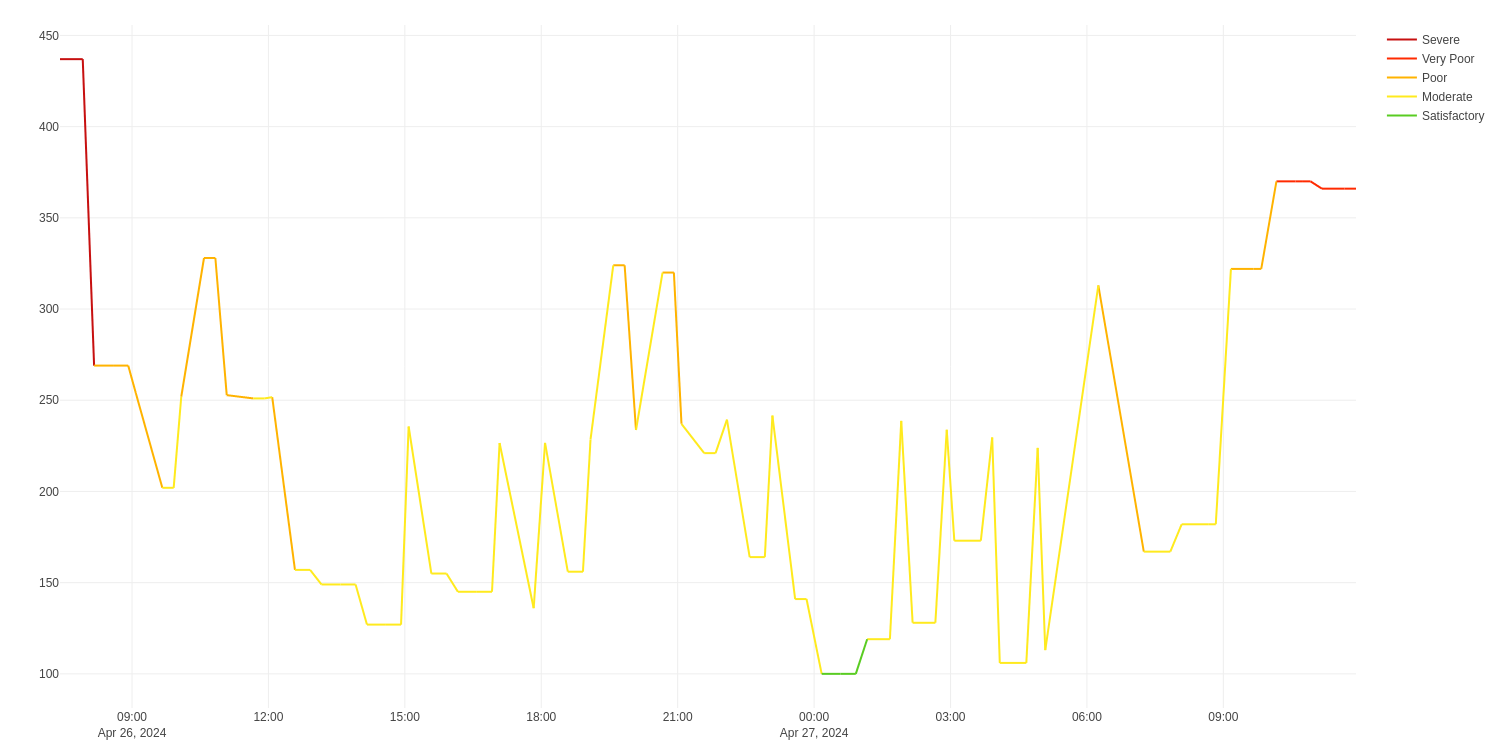 450
400
350
300
250
200
150
100
09:00
Apr 26, 2024
12:00
15:00
18:00
21:00
00:00
Apr 27, 2024
03:00
06:00
09:00
Severe
Very Poor
Poor
Moderate
Satisfactory